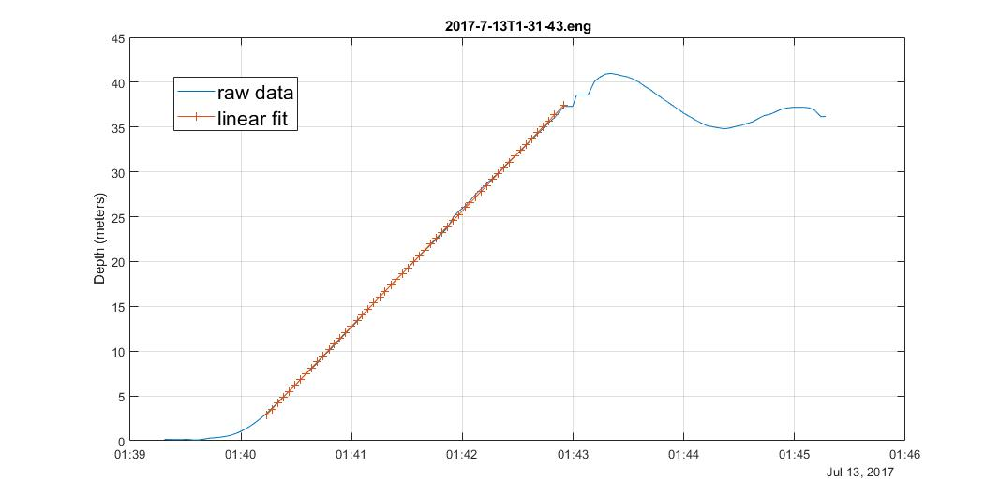 2017-7-13T1-31-43.eng
45
40
35
30
25
20
15
10
5
0
Depth (meters)
raw data
linear fit
01:39 01:40 01:41 01:42 01:43 01:44 01:45 01:46
Jul 13, 2017